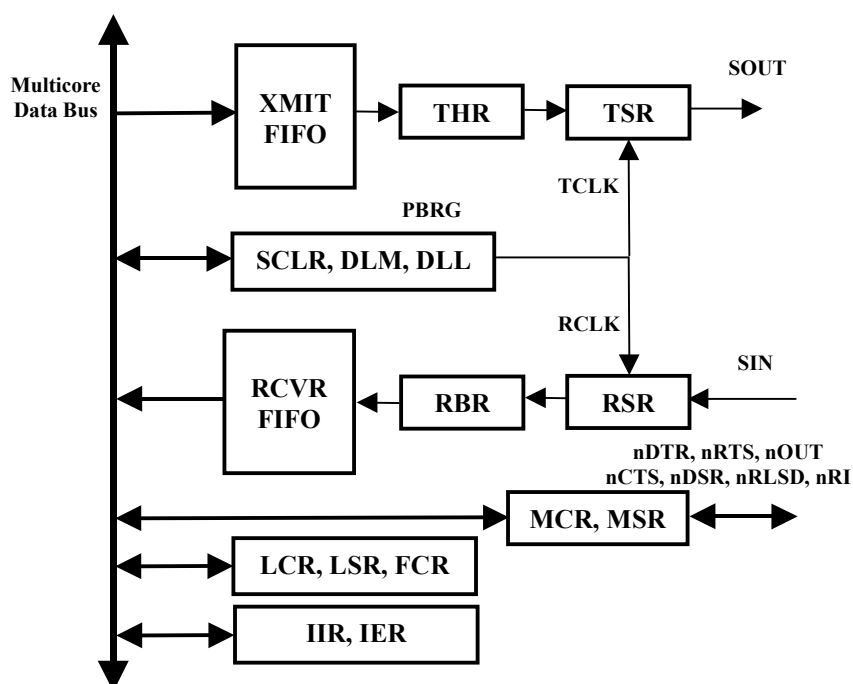 Multicore
Data Bus
XMIT
FIFO
THR
TSR
SOUT
TCLK
PBRG
SCLR, DLM, DLL
RCLK
SIN
RCVR
FIFO
RBR
RSR
nDTR, nRTS, nOUT
nCTS, nDSR, nRLSD, nRI
MCR, MSR
LCR, LSR, FCR
IIR, IER